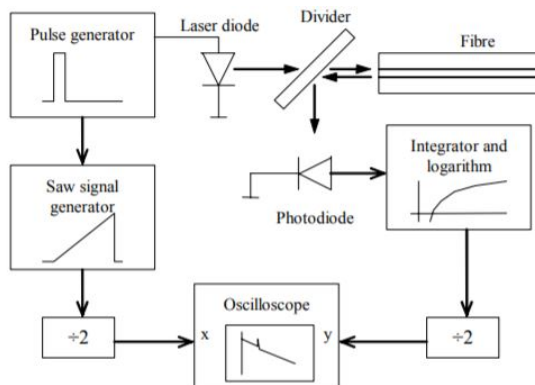 Pulse generator
Laser diode
Divider
Fibre
Saw signal
generator
Photodiode
Integrator and
logarithm
÷2
Oscilloscope
x
y
÷2